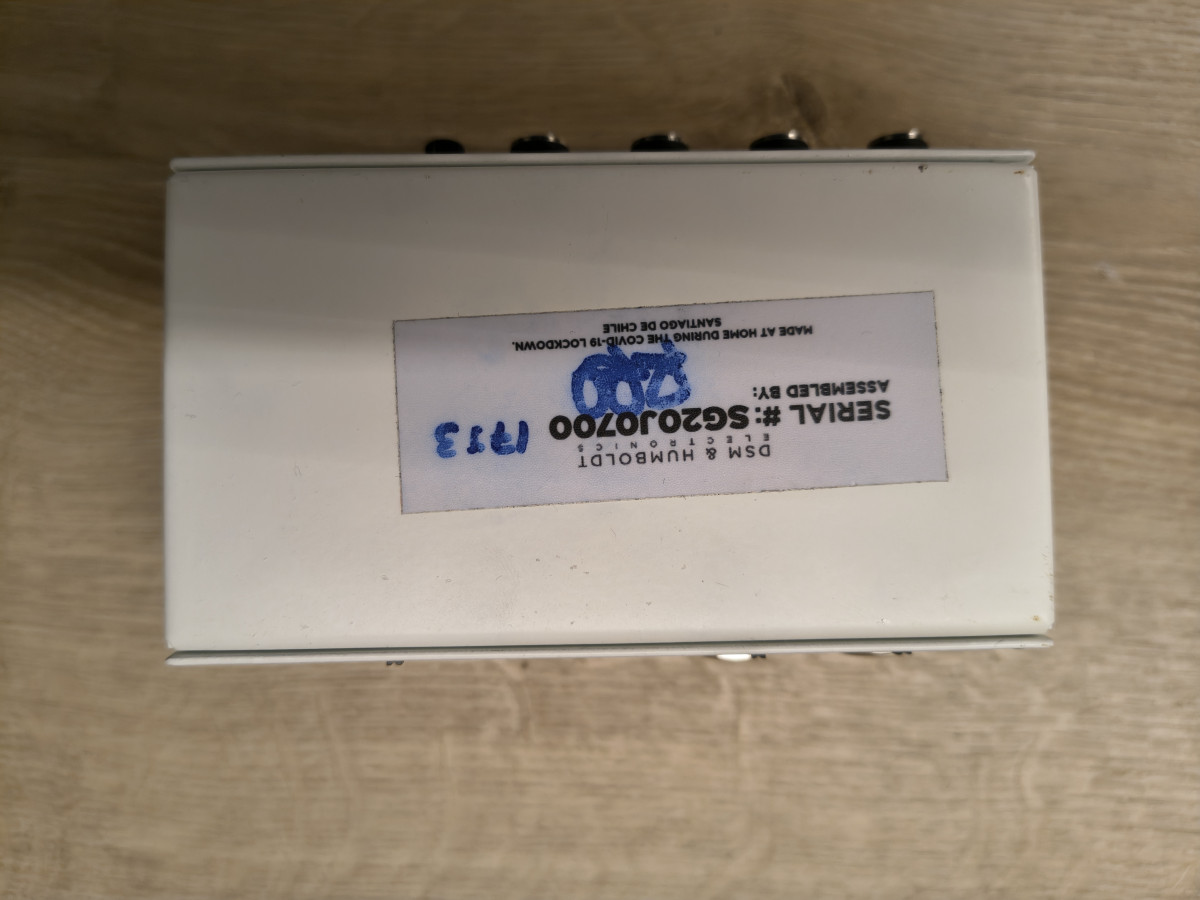 DSM & HUMBOLDT
ELECTRONICS
SERIAL #: SG20J0700
ASSEMBLED BY:
MADE AT HOME DURING THE COVID-19 LOCKDOWN.
SANTIAGO DE CHILE